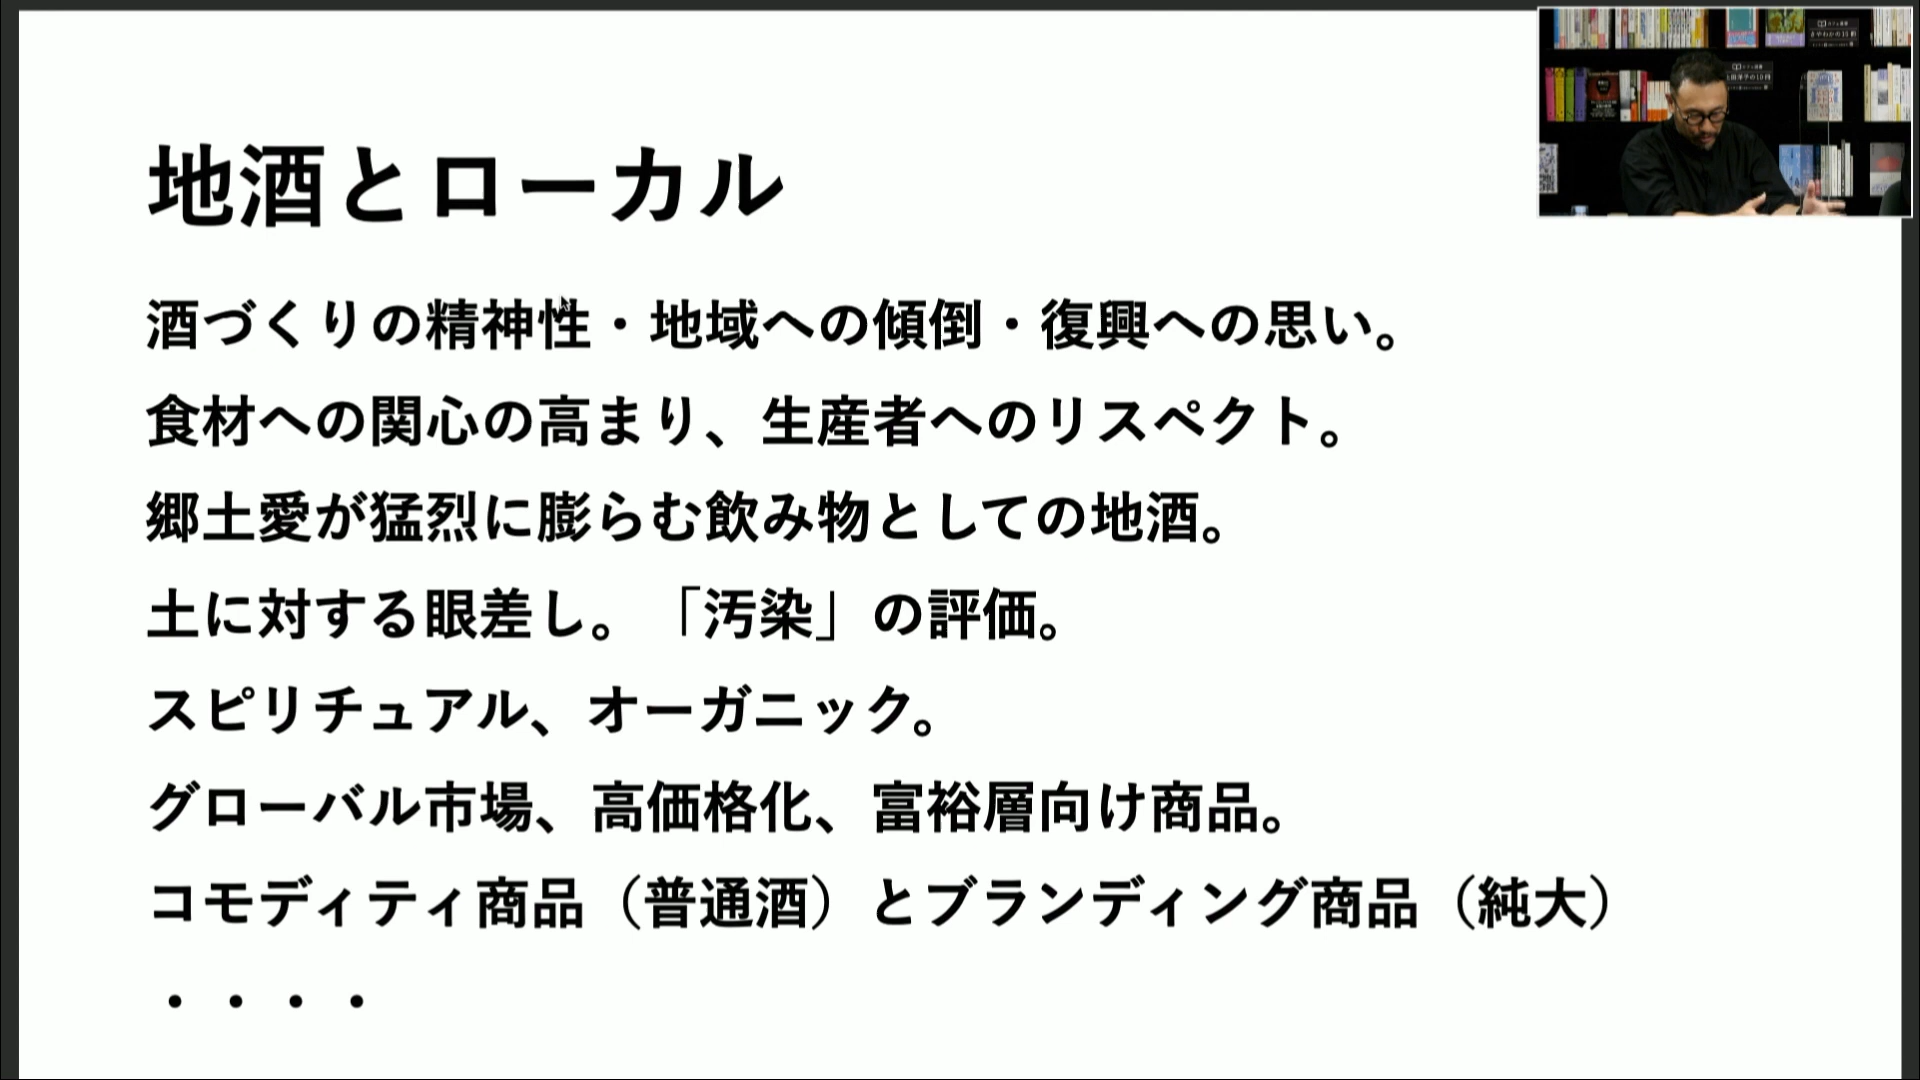 地酒とローカル
酒づくりの精神性・地域への傾倒・復興への思い。
食材への関心の高まり、生産者へのリスペクト。
郷土愛が猛烈に膨らむ飲み物としての地酒。
土に対する眼差し。「汚染」の評価。
スピリチュアル、オーガニック。
グローバル市場、高価格化、富裕層向け商品。
コモディティ商品（普通酒）とブランディング商品（純大）
・・・・